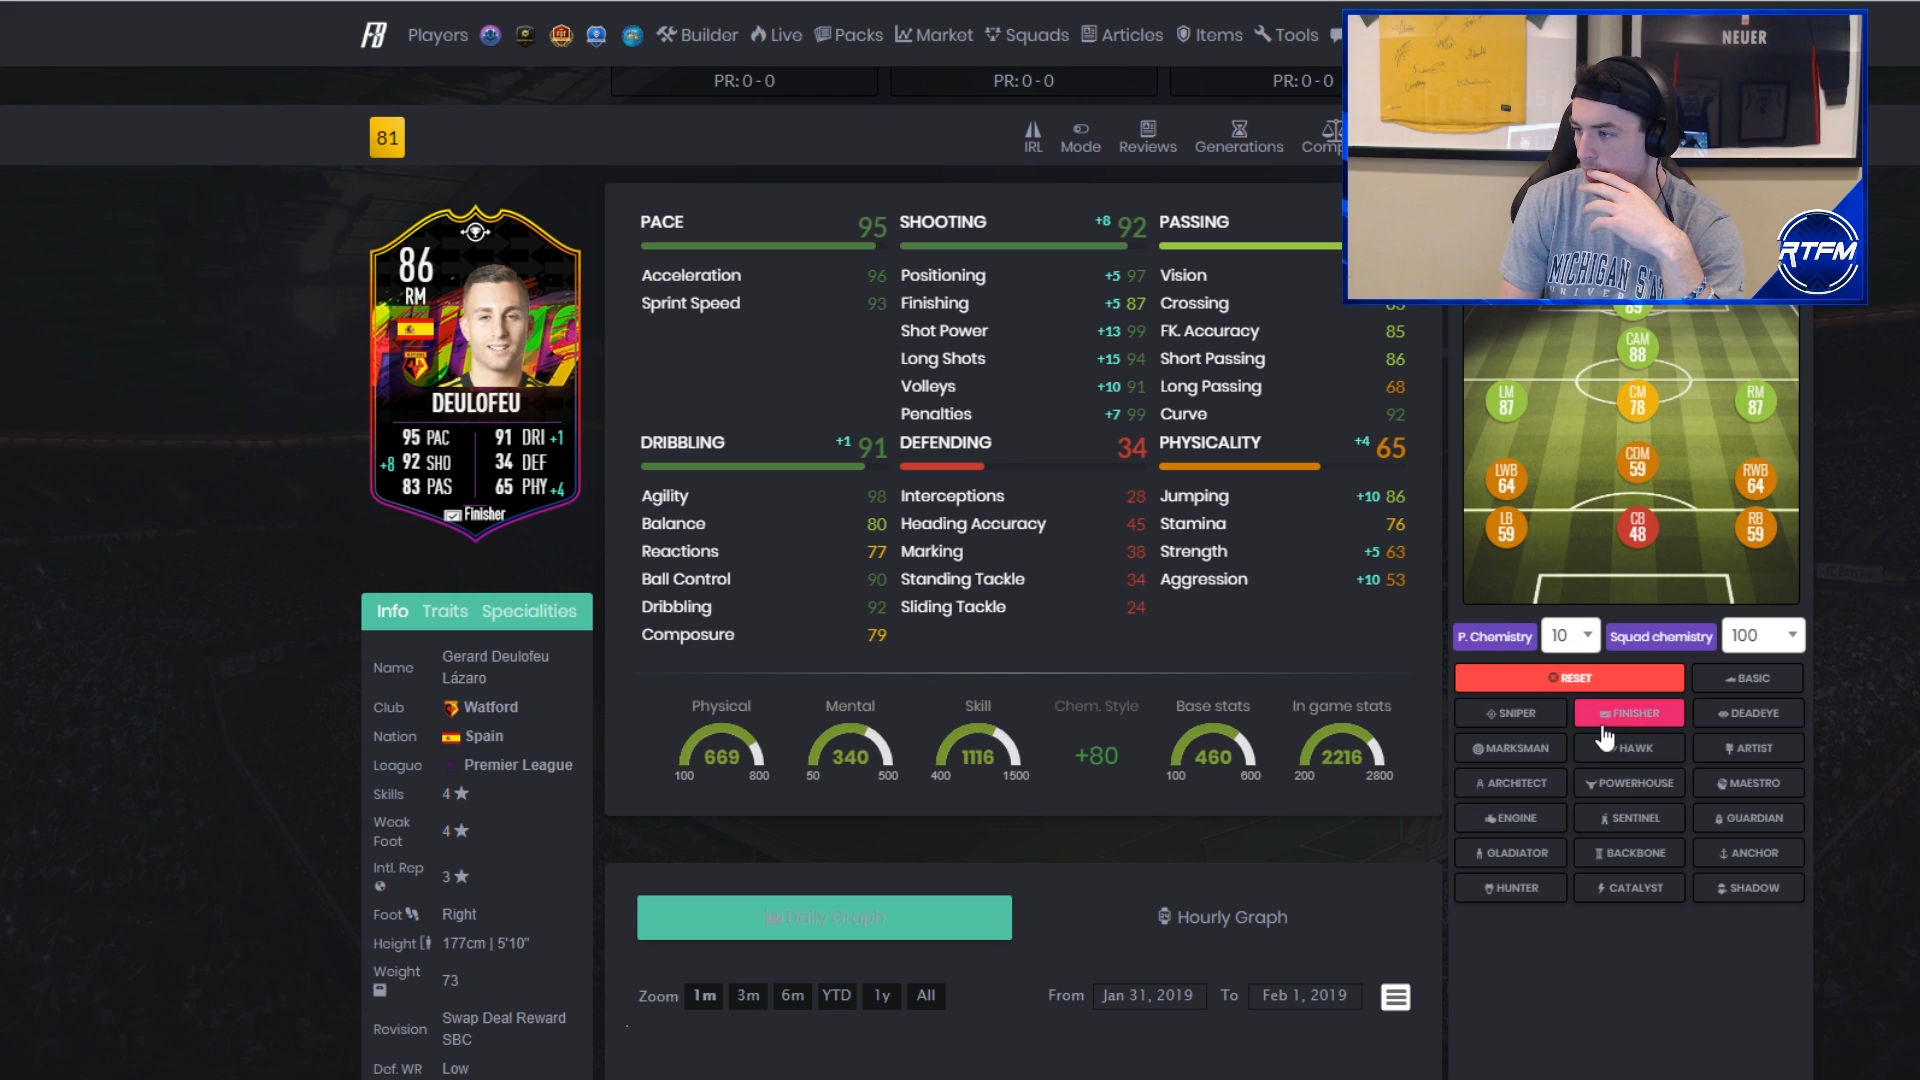 F8 Players Builder Live Packs Market Squads Articles Items Tools
NEUER
PR: 0 - 0 PR: 0 - 0 PR: 0 - 0
81
IRL Mode Reviews Generations
MICHIGAN
RTFM
86
RM
DEULOFEU
95 PAC 91 DRI +1
+8 92 SHO 34 DEF
83 PAS 65 PHY +4
Finisher
PACE 95
Acceleration 96
Sprint Speed 93
SHOOTING +8 92
Positioning +5 97
Finishing +5 87
Shot Power +13 99
Long Shots +15 94
Volleys +10 91
Penalties +7 99
PASSING
Vision
Crossing
FK. Accuracy 85
Short Passing 86
Long Passing 68
Curve 92
DRIBBLING +1 91
Agility 98
Balance 80
Reactions 77
Ball Control 90
Dribbling 92
Composure 79
DEFENDING 34
Interceptions 28
Heading Accuracy 45
Marking 38
Standing Tackle 34
Sliding Tackle 24
PHYSICALITY +4 65
Jumping +10 86
Stamina 76
Strength +5 63
Aggression +10 53
Physical Mental Skill Chem. Style Base stats In game stats
669 340 1116 +80 460 2216
100 800 50 500 400 1500 100 600 200 2800
CAM
88
LM
87
CM
78
RM
87
LWB
64
CDM
59
RWB
64
LB
59
CB
48
RB
59
P. Chemistry 10 Squad chemistry 100
RESET BASIC
SNIPER FINISHER DEADEYE
MARKSMAN HAWK ARTIST
ARCHITECT POWERHOUSE MAESTRO
ENGINE SENTINEL GUARDIAN
GLADIATOR BACKBONE ANCHOR
HUNTER CATALYST SHADOW
Info Traits Specialities
Name Gerard Deulofeu
Lázaro
Club Watford
Nation Spain
League Premier League
Skills 4
Weak
Foot 4
Intl. Rep 3
Foot Right
Height 177cm | 5'10"
Weight 73
Revision Swap Deal Reward
SBC
Def. WR Low
Daily Graph Hourly Graph
Zoom 1m 3m 6m YTD 1y All From Jan 31, 2019 To Feb 1, 2019